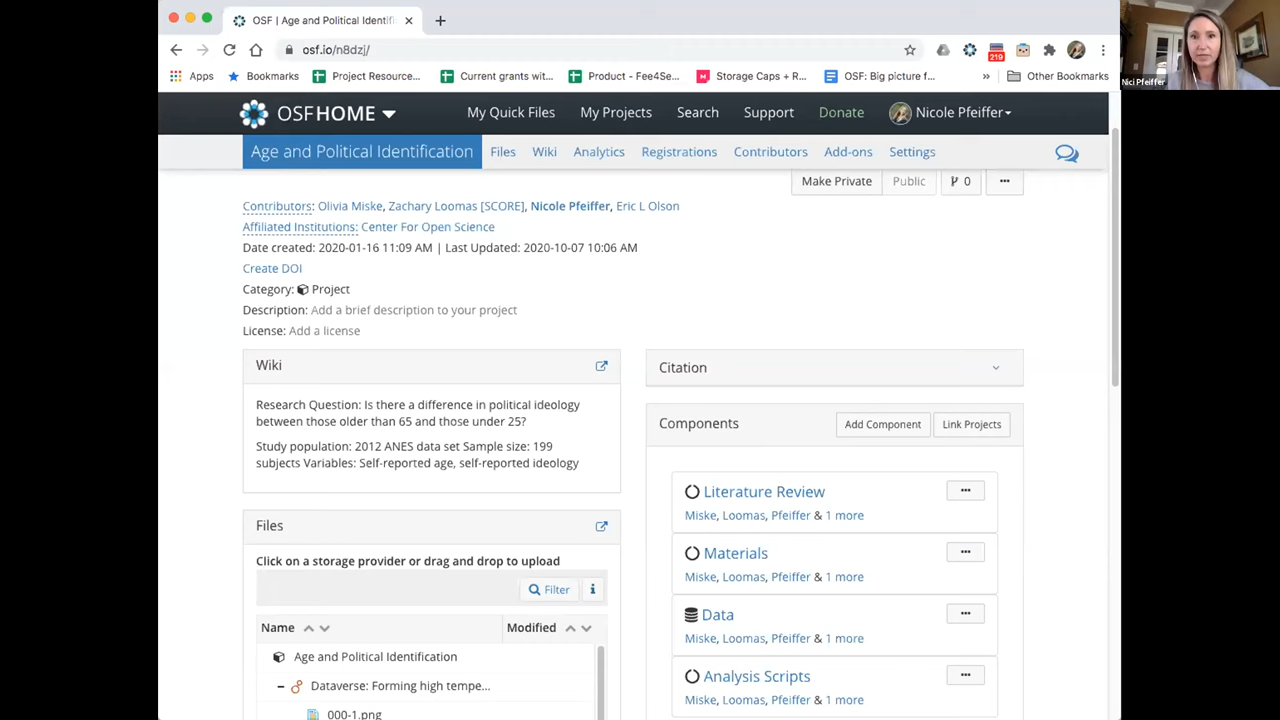 OSF | Age and Political Identifi
osf.io/n8dzj/
219
Apps Bookmarks Project Resource... Current grants wit... Product - Fee4Se... Storage Caps + R... OSF: Big picture f... » Other Bookmarks
Nici Pfeiffer
OSFHOME My Quick Files My Projects Search Support Donate Nicole Pfeiffer
Age and Political Identification Files Wiki Analytics Registrations Contributors Add-ons Settings
Make Private Public 0 ...
Contributors: Olivia Miske, Zachary Loomas [SCORE], Nicole Pfeiffer, Eric L Olson
Affiliated Institutions: Center For Open Science
Date created: 2020-01-16 11:09 AM | Last Updated: 2020-10-07 10:06 AM
Create DOI
Category: Project
Description: Add a brief description to your project
License: Add a license
Wiki
Research Question: Is there a difference in political ideology
between those older than 65 and those under 25?
Study population: 2012 ANES data set Sample size: 199
subjects Variables: Self-reported age, self-reported ideology
Files
Click on a storage provider or drag and drop to upload
Filter i
Name Modified
Age and Political Identification
Dataverse: Forming high tempe...
000-1.png
Citation
Components Add Component Link Projects
Literature Review ...
Miske, Loomas, Pfeiffer & 1 more
Materials ...
Miske, Loomas, Pfeiffer & 1 more
Data ...
Miske, Loomas, Pfeiffer & 1 more
Analysis Scripts ...
Miske, Loomas, Pfeiffer & 1 more